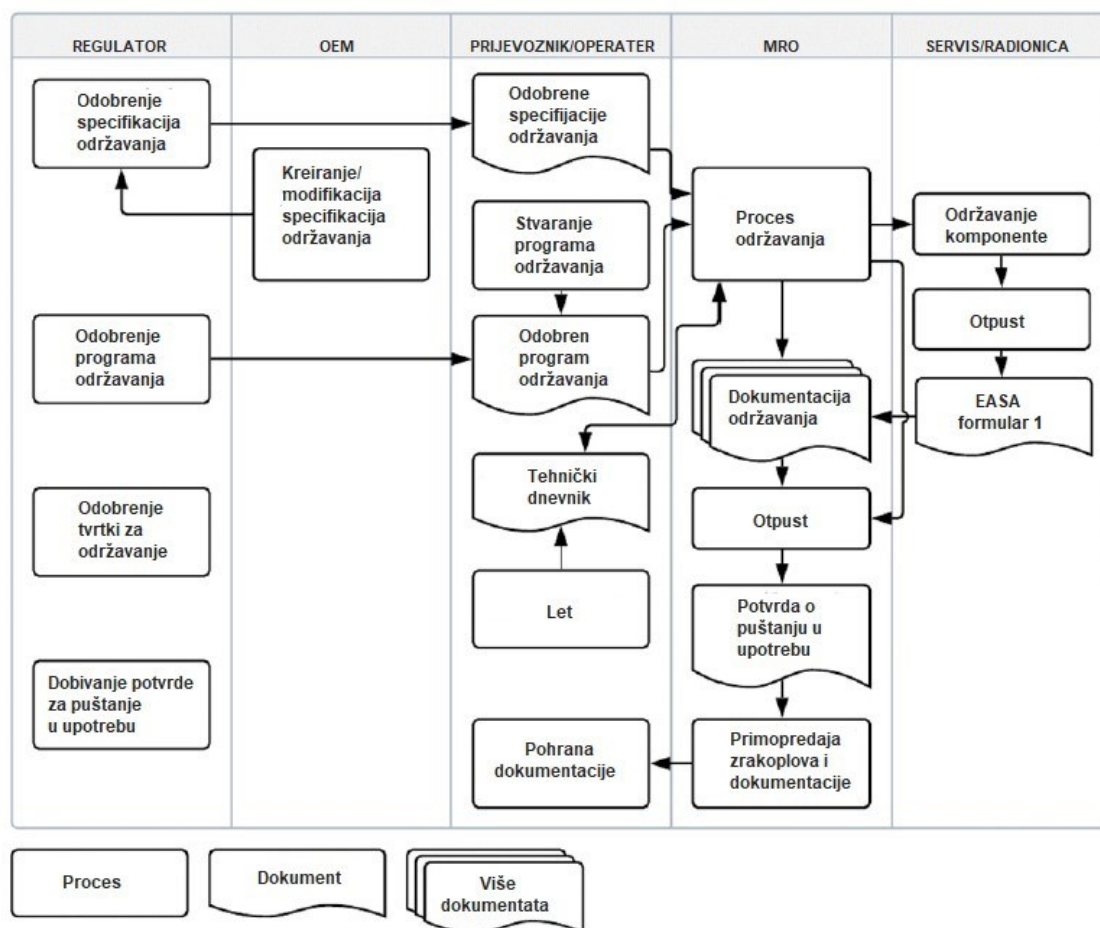 REGULATOR
OEM
PRIJEVOZNIK/OPERATER
MRO
SERVIS/RADIONICA
Odobrenje
specifikacija
održavanja
Kreiranje/
modifikacija
specifikacija
održavanja
Odobrene
specifijacije
održavanja
Stvaranje
programa
održavanja
Proces
održavanja
Održavanje
komponente
Odobrenje
programa
održavanja
Odobren
program
održavanja
Otpust
Dokumentacija
održavanja
EASA
formular 1
Tehnički
dnevnik
Odobrenje
tvrtki za
održavanje
Otpust
Let
Potvrda o
puštanju u
upotrebu
Dobivanje potvrde
za puštanje
u upotrebu
Pohrana
dokumentacije
Primopredaja
zrakoplova i
dokumentacije
Proces
Dokument
Više
dokumentata